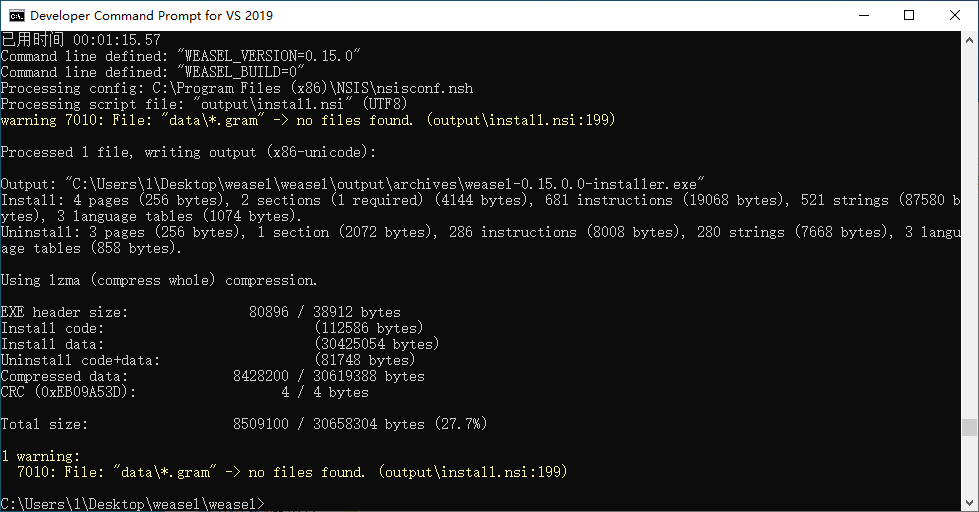 Developer Command Prompt for VS 2019
已用时间 00:01:15.57
Command line defined: "WEASEL_VERSION=0.15.0"
Command line defined: "WEASEL_BUILD=0"
Processing config: C:\Program Files (x86)\NSIS\nsisconf.nsh
Processing script file: "output\install.nsi" (UTF8)
warning 7010: File: "data\*.gram" -> no files found. (output\install.nsi:199)
Processed 1 file, writing output (x86-unicode):
Output: "C:\Users\1\Desktop\weasel\weasel\output\archives\weasel-0.15.0.0-installer.exe"
Install: 4 pages (256 bytes), 2 sections (1 required) (4144 bytes), 681 instructions (19068 bytes), 521 strings (87580 b
ytes), 3 language tables (1074 bytes).
Uninstall: 3 pages (256 bytes), 1 section (2072 bytes), 286 instructions (8008 bytes), 280 strings (7668 bytes), 3 langu
age tables (858 bytes).
Using lzma (compress whole) compression.
EXE header size: 80896 / 38912 bytes
Install code: (112586 bytes)
Install data: (30425054 bytes)
Uninstall code+data: (81748 bytes)
Compressed data: 8428200 / 30619388 bytes
CRC (0xEB09A53D): 4 / 4 bytes
Total size: 8509100 / 30658304 bytes (27.7%)
1 warning:
7010: File: "data\*.gram" -> no files found. (output\install.nsi:199)
C:\Users\1\Desktop\weasel\weasel>